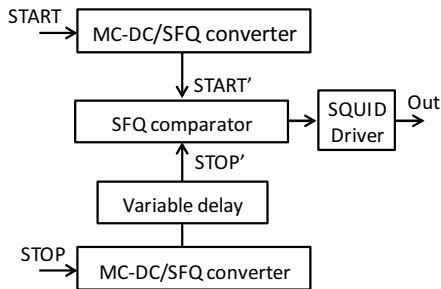 START
MC-DC/SFQ converter
START'
SFQ comparator
SQUID
Driver
Out
STOP'
Variable delay
STOP
MC-DC/SFQ converter